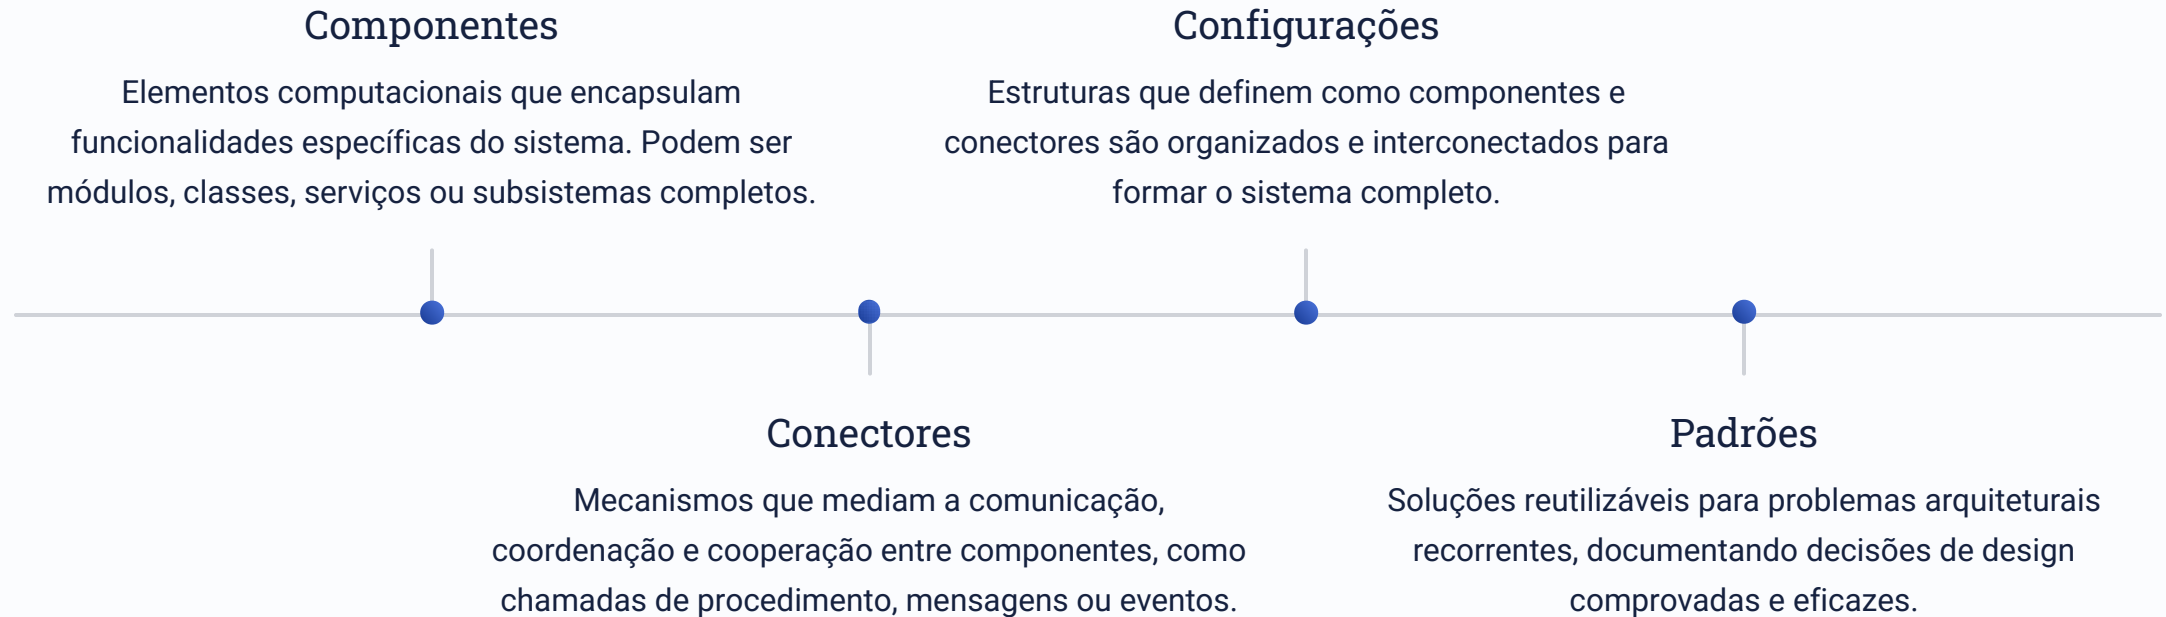 Componentes
Elementos computacionais que encapsulam
funcionalidades específicas do sistema. Podem ser
módulos, classes, serviços ou subsistemas completos.
Conectores
Mecanismos que mediam a comunicação,
coordenação e cooperação entre componentes, como
chamadas de procedimento, mensagens ou eventos.
Configurações
Estruturas que definem como componentes e
conectores são organizados e interconectados para
formar o sistema completo.
Padrões
Soluções reutilizáveis para problemas arquiteturais
recorrentes, documentando decisões de design
comprovadas e eficazes.